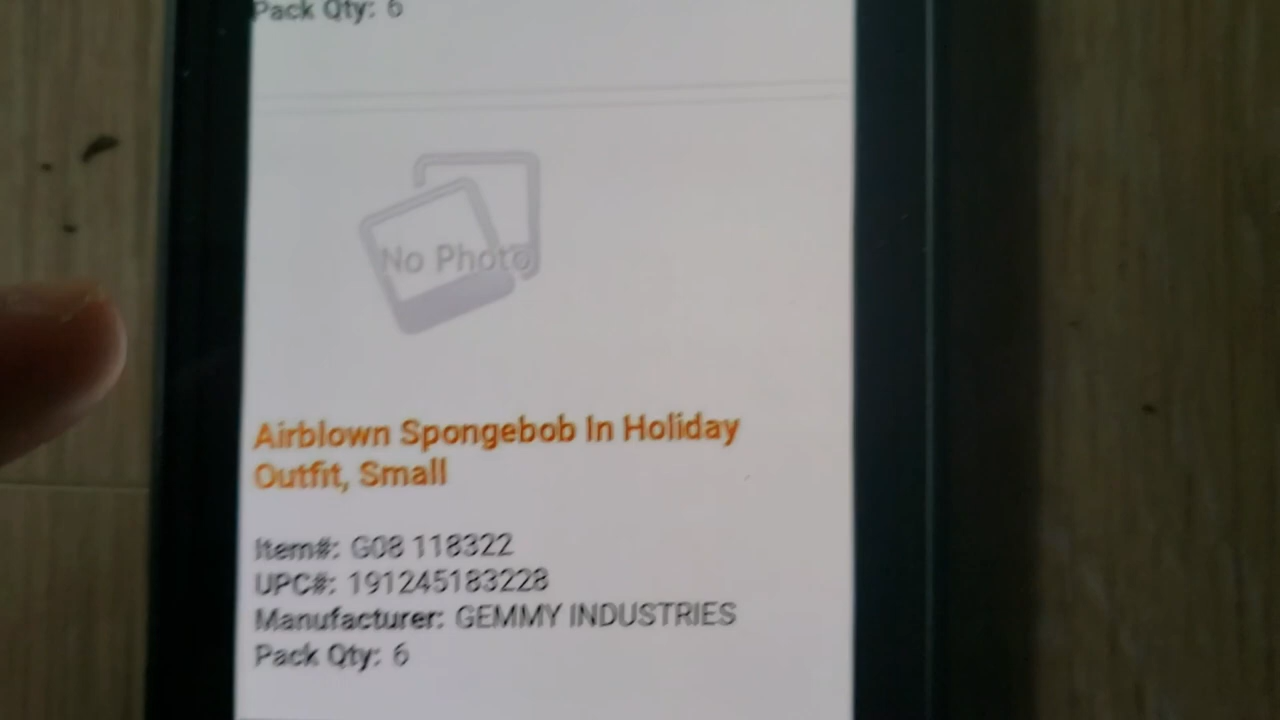 Pack Qty: 6
No Photo
Airblown Spongebob In Holiday
Outfit, Small
Item#: G08 118322
UPC#: 191245183228
Manufacturer: GEMMY INDUSTRIES
Pack Qty: 6